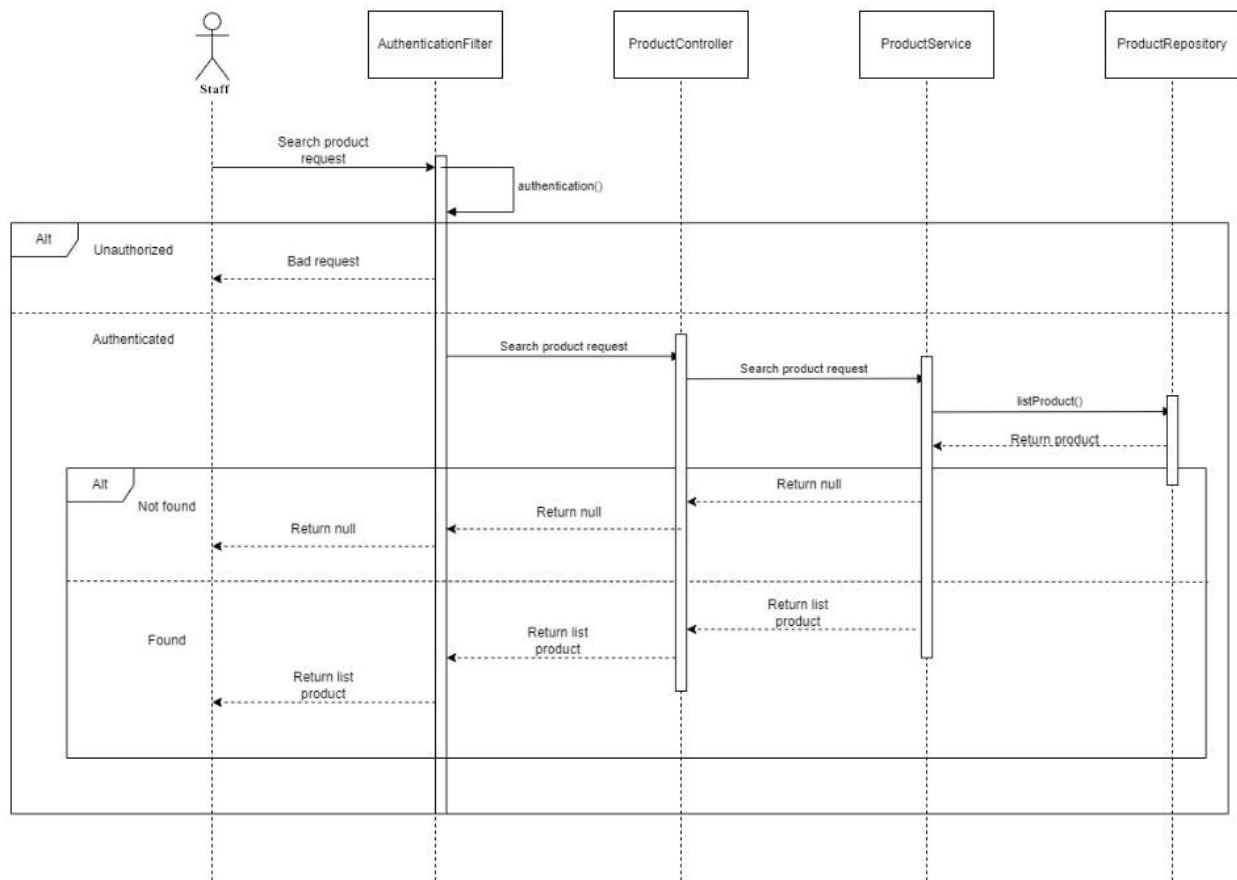 AuthenticationFilter
ProductController
ProductService
ProductRepository
Staff
Search product
request
authentication()
Alt
Unauthorized
Bad request
Authenticated
Search product request
Search product request
listProduct()
Return product
Alt
Not found
Return null
Return null
Return null
Return list
product
Found
Return list
product
Return list
product